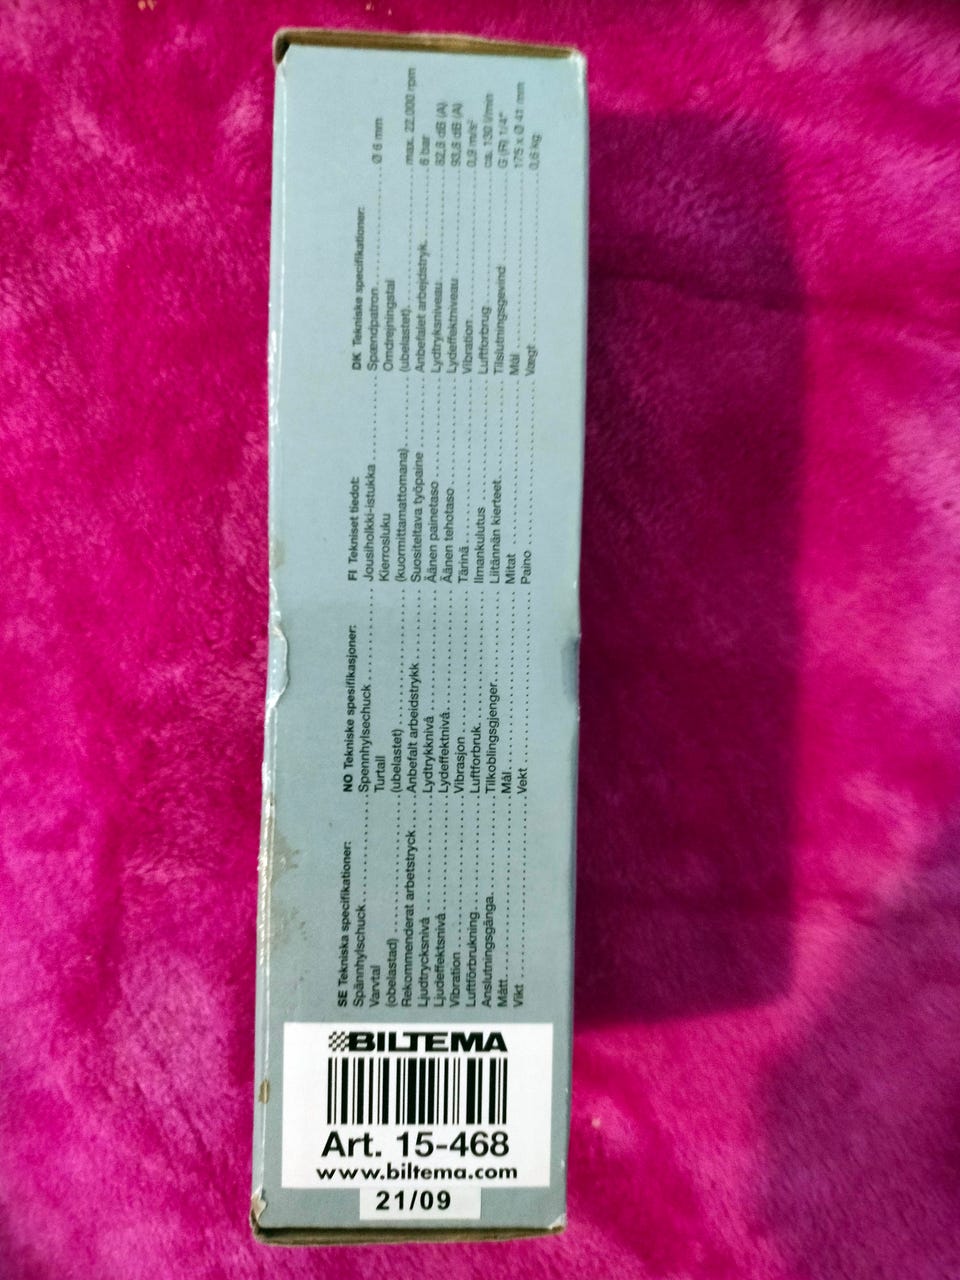 SE Tekniska specifikationer: NO Tekniske spesifikasjoner: FI Tekniset tiedot: DK Tekniske specifikationer:
Spännhylschuck Spennhylsechuck Jousiholkki-istukka Spændpatron Ø 6 mm
Varvtal Turtall Kierrosluku Omdrejningstal
(obelastad) (ubelastet) (kuormittamattomana) (ubelastet) max. 22.000 rpm
Rekommenderat arbetstryck Anbefalt arbeidstrykk Suositeltava työpaine Anbefalet arbejdstryk 6 bar
Ljudtrycksnivå Lydtrykknivå Äänen painetaso Lydtryksniveau 82,8 dB (A)
Ljudeffektsnivå Lydeffektnivå Äänen tehotaso Lydeffektniveau 93,8 dB (A)
Vibration Vibrasjon Tärinä Vibration 0,9 m/s²
Luftförbrukning Luftforbruk Ilmankulutus Luftforbrug ca. 130 l/min
Anslutningsgänga Tilkoblingsgjenger Liitännän kierteet Tilslutningsgevind G (R) 1/4"
Mått Mål Mitat Mål 175 x Ø 41 mm
Vikt Vekt Paino Vægt 0,6 kg
BILTEMA
Art. 15-468
www.biltema.com
21/09